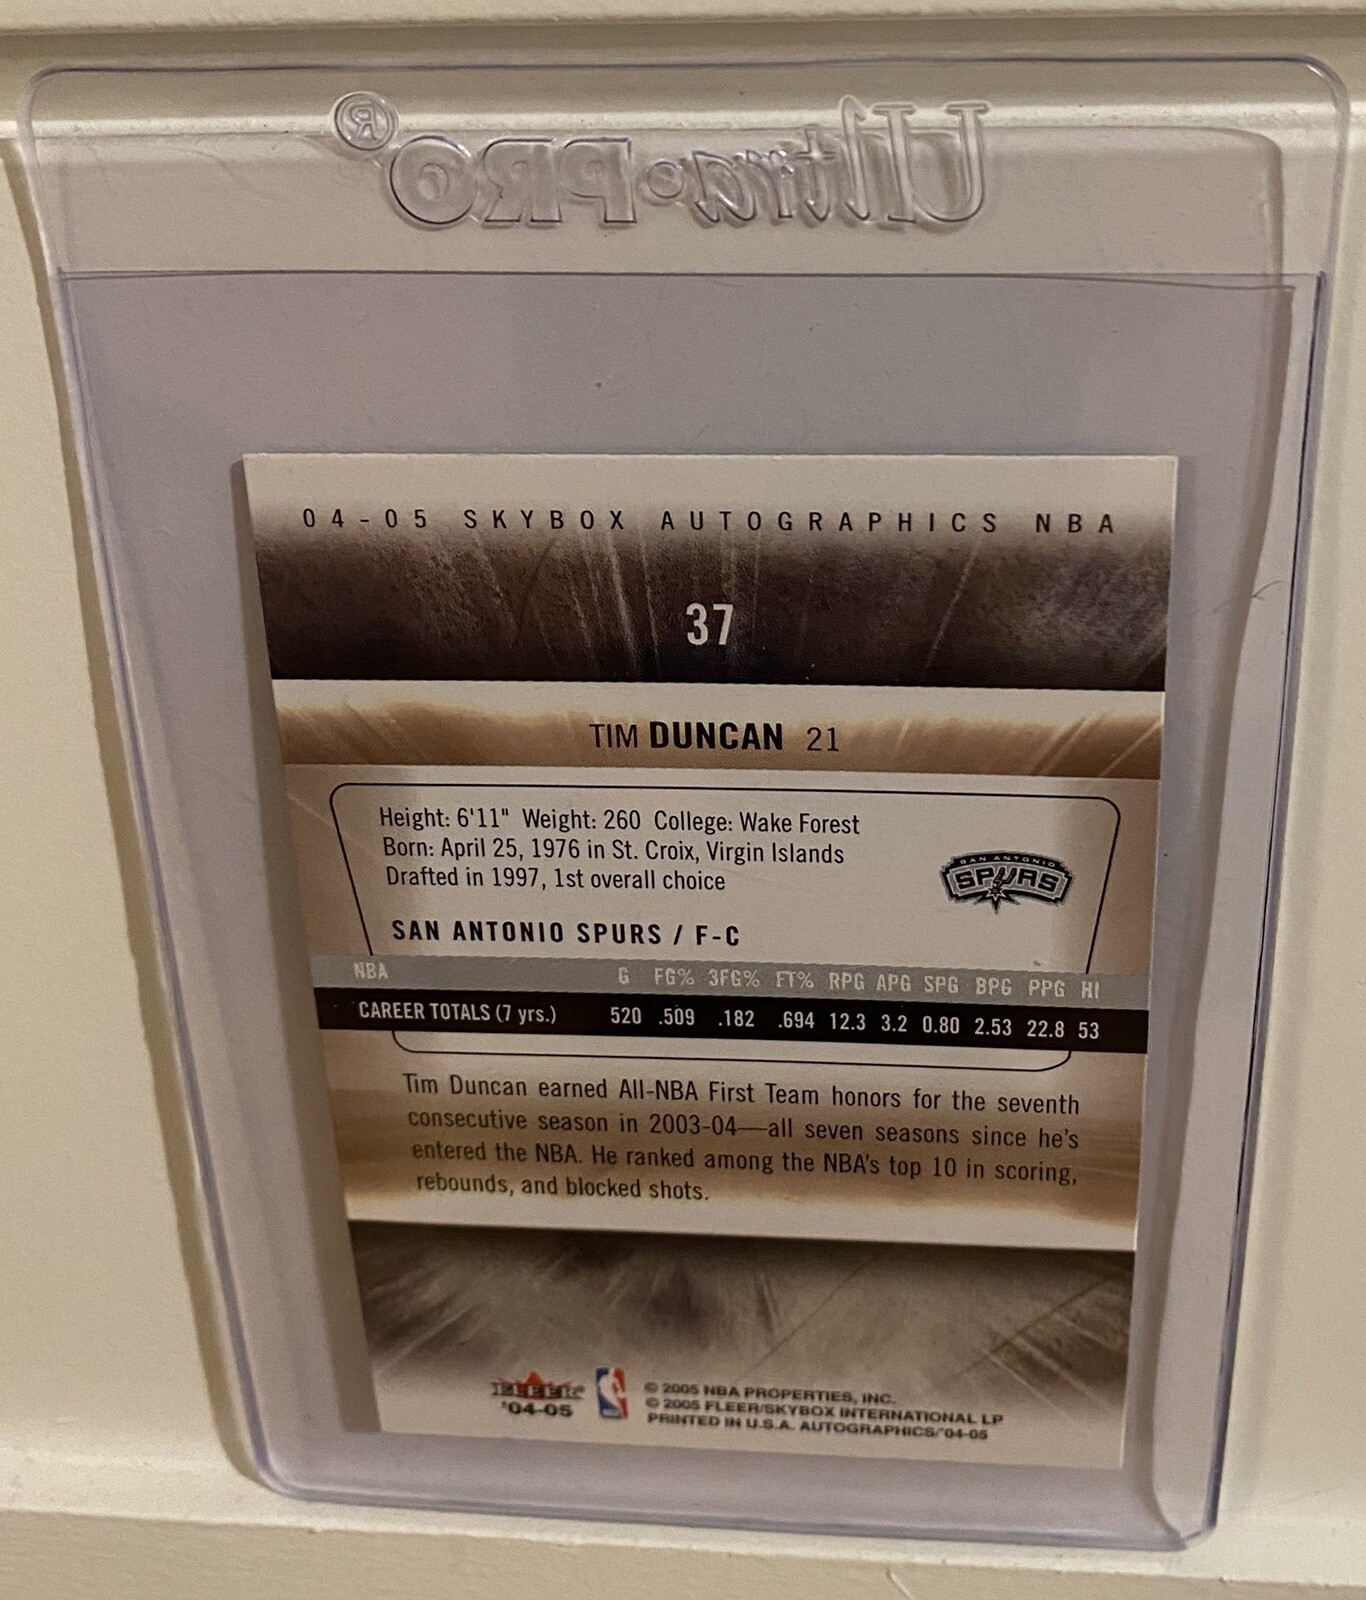 Ultra•PRO®
04-05 SKYBOX AUTOGRAPHICS NBA
37
TIM DUNCAN 21
Height: 6'11" Weight: 260 College: Wake Forest
Born: April 25, 1976 in St. Croix, Virgin Islands
Drafted in 1997, 1st overall choice
SAN ANTONIO
SPURS
SAN ANTONIO SPURS / F-C
NBA G FG% 3FG% FT% RPG APG SPG BPG PPG HI
CAREER TOTALS (7 yrs.) 520 .509 .182 .694 12.3 3.2 0.80 2.53 22.8 53
Tim Duncan earned All-NBA First Team honors for the seventh
consecutive season in 2003-04—all seven seasons since he's
entered the NBA. He ranked among the NBA's top 10 in scoring,
rebounds, and blocked shots.
FLEER
'04-05
© 2005 NBA PROPERTIES, INC.
© 2005 FLEER/SKYBOX INTERNATIONAL LP
PRINTED IN U.S.A. AUTOGRAPHICS/'04-05